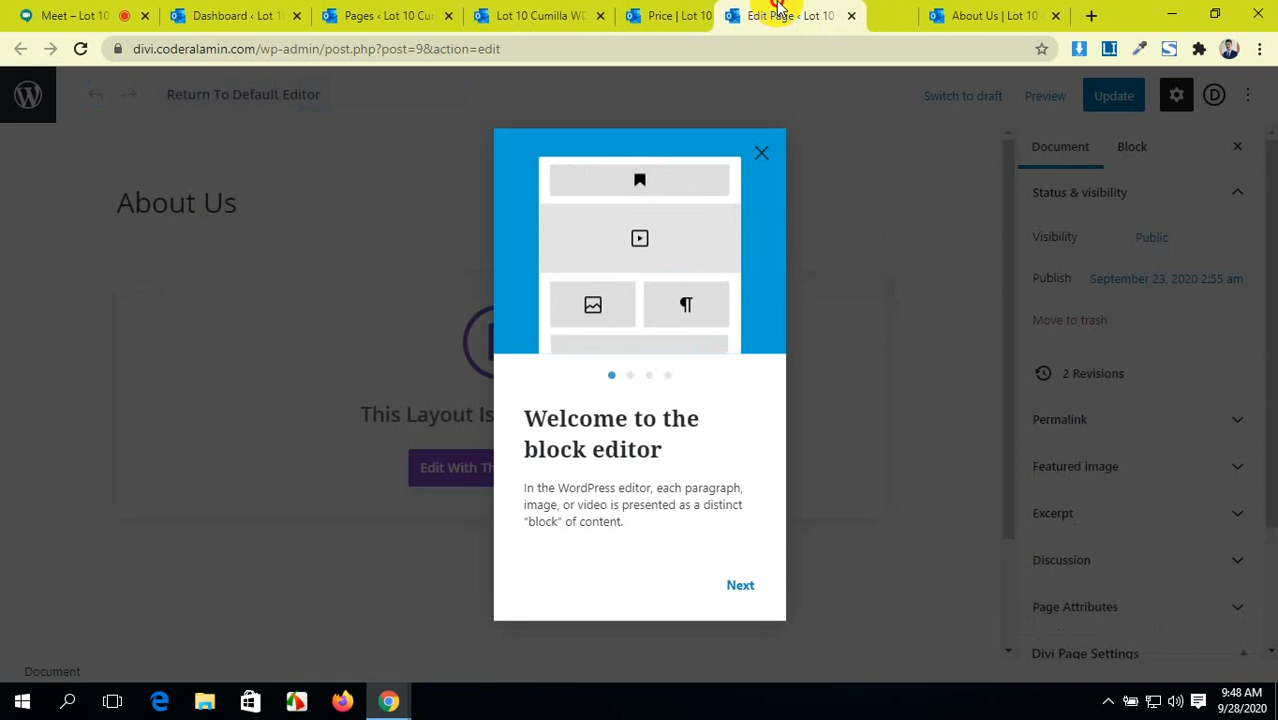 Meet – Lot 10
Dashboard ‹ Lot 1
Pages ‹ Lot 10 Cu
Lot 10 Cumilla WD
Price | Lot 10
Edit Page ‹ Lot 10
About Us | Lot 10
divi.coderalamin.com/wp-admin/post.php?post=9&action=edit
Return To Default Editor
Switch to draft
Preview
Update
Document
Block
About Us
Status & visibility
Visibility
Public
Publish
September 23, 2020 2:55 am
Move to trash
2 Revisions
Permalink
Featured image
Excerpt
Discussion
Page Attributes
Divi Page Settings
This Layout Is
Edit With Th
Welcome to the
block editor
In the WordPress editor, each paragraph,
image, or video is presented as a distinct
“block” of content.
Next
Document
9:48 AM
9/28/2020